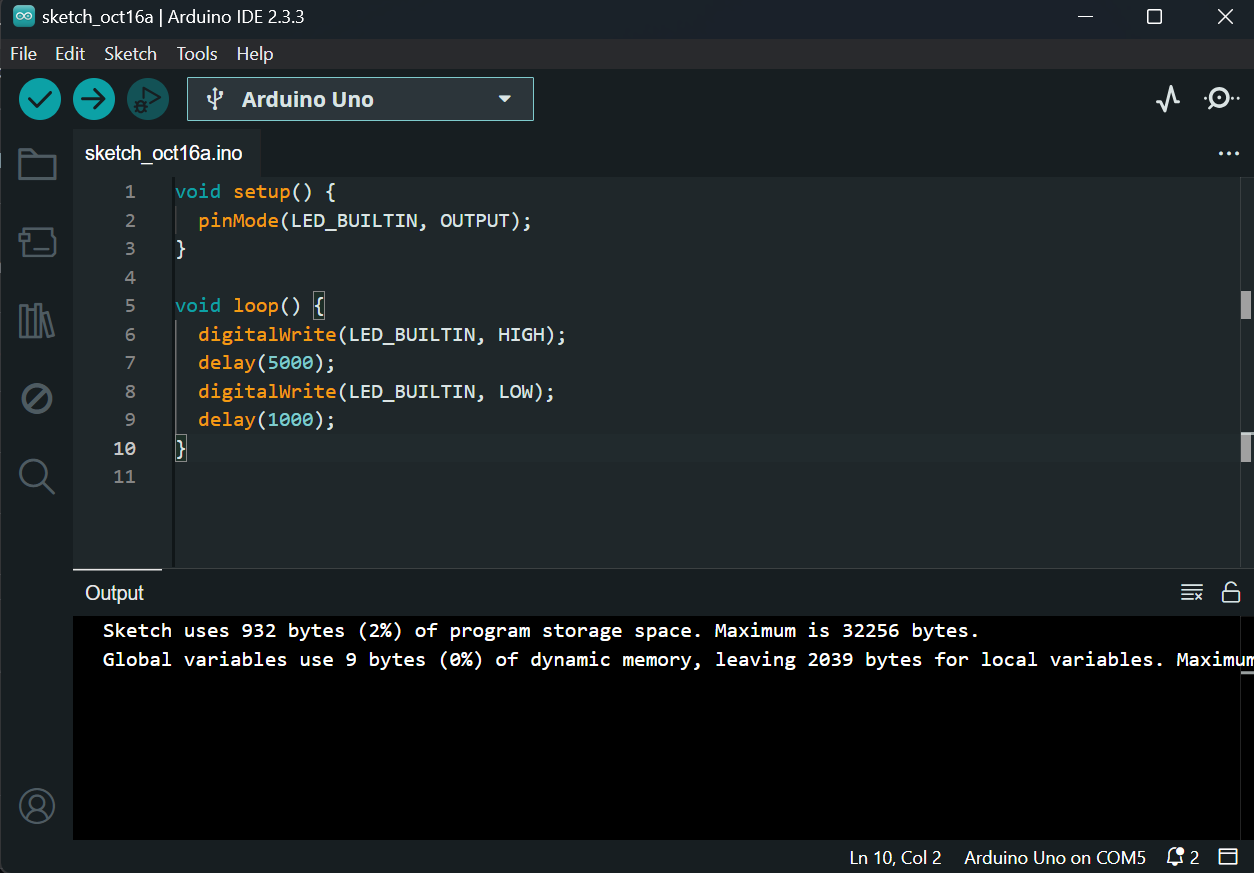 sketch_oct16a | Arduino IDE 2.3.3
File Edit Sketch Tools Help
Arduino Uno
sketch_oct16a.ino
1 void setup() {
2   pinMode(LED_BUILTIN, OUTPUT);
3 }
4
5 void loop() {
6   digitalWrite(LED_BUILTIN, HIGH);
7   delay(5000);
8   digitalWrite(LED_BUILTIN, LOW);
9   delay(1000);
10 }
11
Output
Sketch uses 932 bytes (2%) of program storage space. Maximum is 32256 bytes.
Global variables use 9 bytes (0%) of dynamic memory, leaving 2039 bytes for local variables. Maximum
Ln 10, Col 2 Arduino Uno on COM5 2